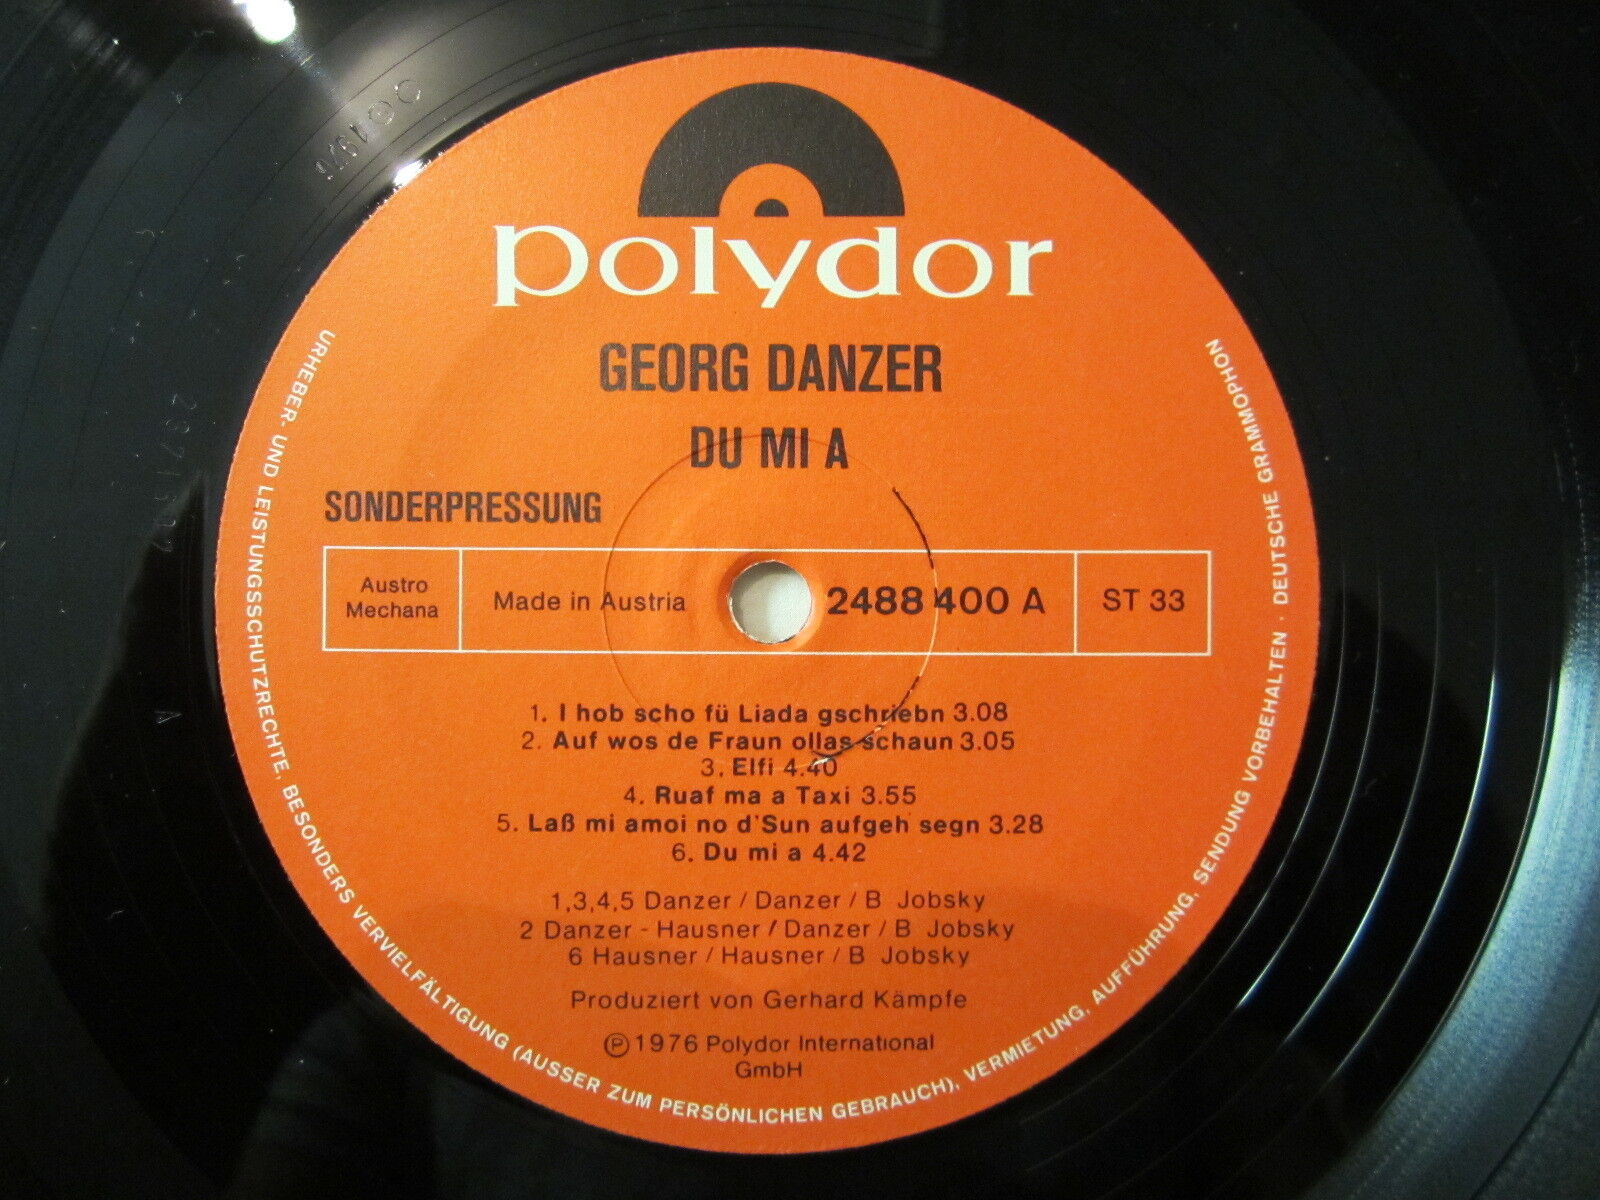 polydor
GEORG DANZER
DU MI A
SONDERPRESSUNG
Austro
Mechana
Made in Austria
2488 400 A
ST 33
1. I hob scho fü Liada gschriebn 3.08
2. Auf wos de Fraun ollas schaun 3.05
3. Elfi 4.40
4. Ruaf ma a Taxi 3.55
5. Laß mi amoi no d'Sun aufgeh segn 3.28
6. Du mi a 4.42
1,3,4,5 Danzer / Danzer / B Jobsky
2 Danzer - Hausner / Danzer / B Jobsky
6 Hausner / Hausner / B Jobsky
Produziert von Gerhard Kämpfe
℗ 1976 Polydor International
GmbH
URHEBER- UND LEISTUNGSSCHUTZRECHTE, BESONDERS VERVIELFÄLTIGUNG (AUSSER ZUM PERSÖNLICHEN GEBRAUCH), VERMIETUNG, AUFFÜHRUNG, SENDUNG VORBEHALTEN · DEUTSCHE GRAMMOPHON
A